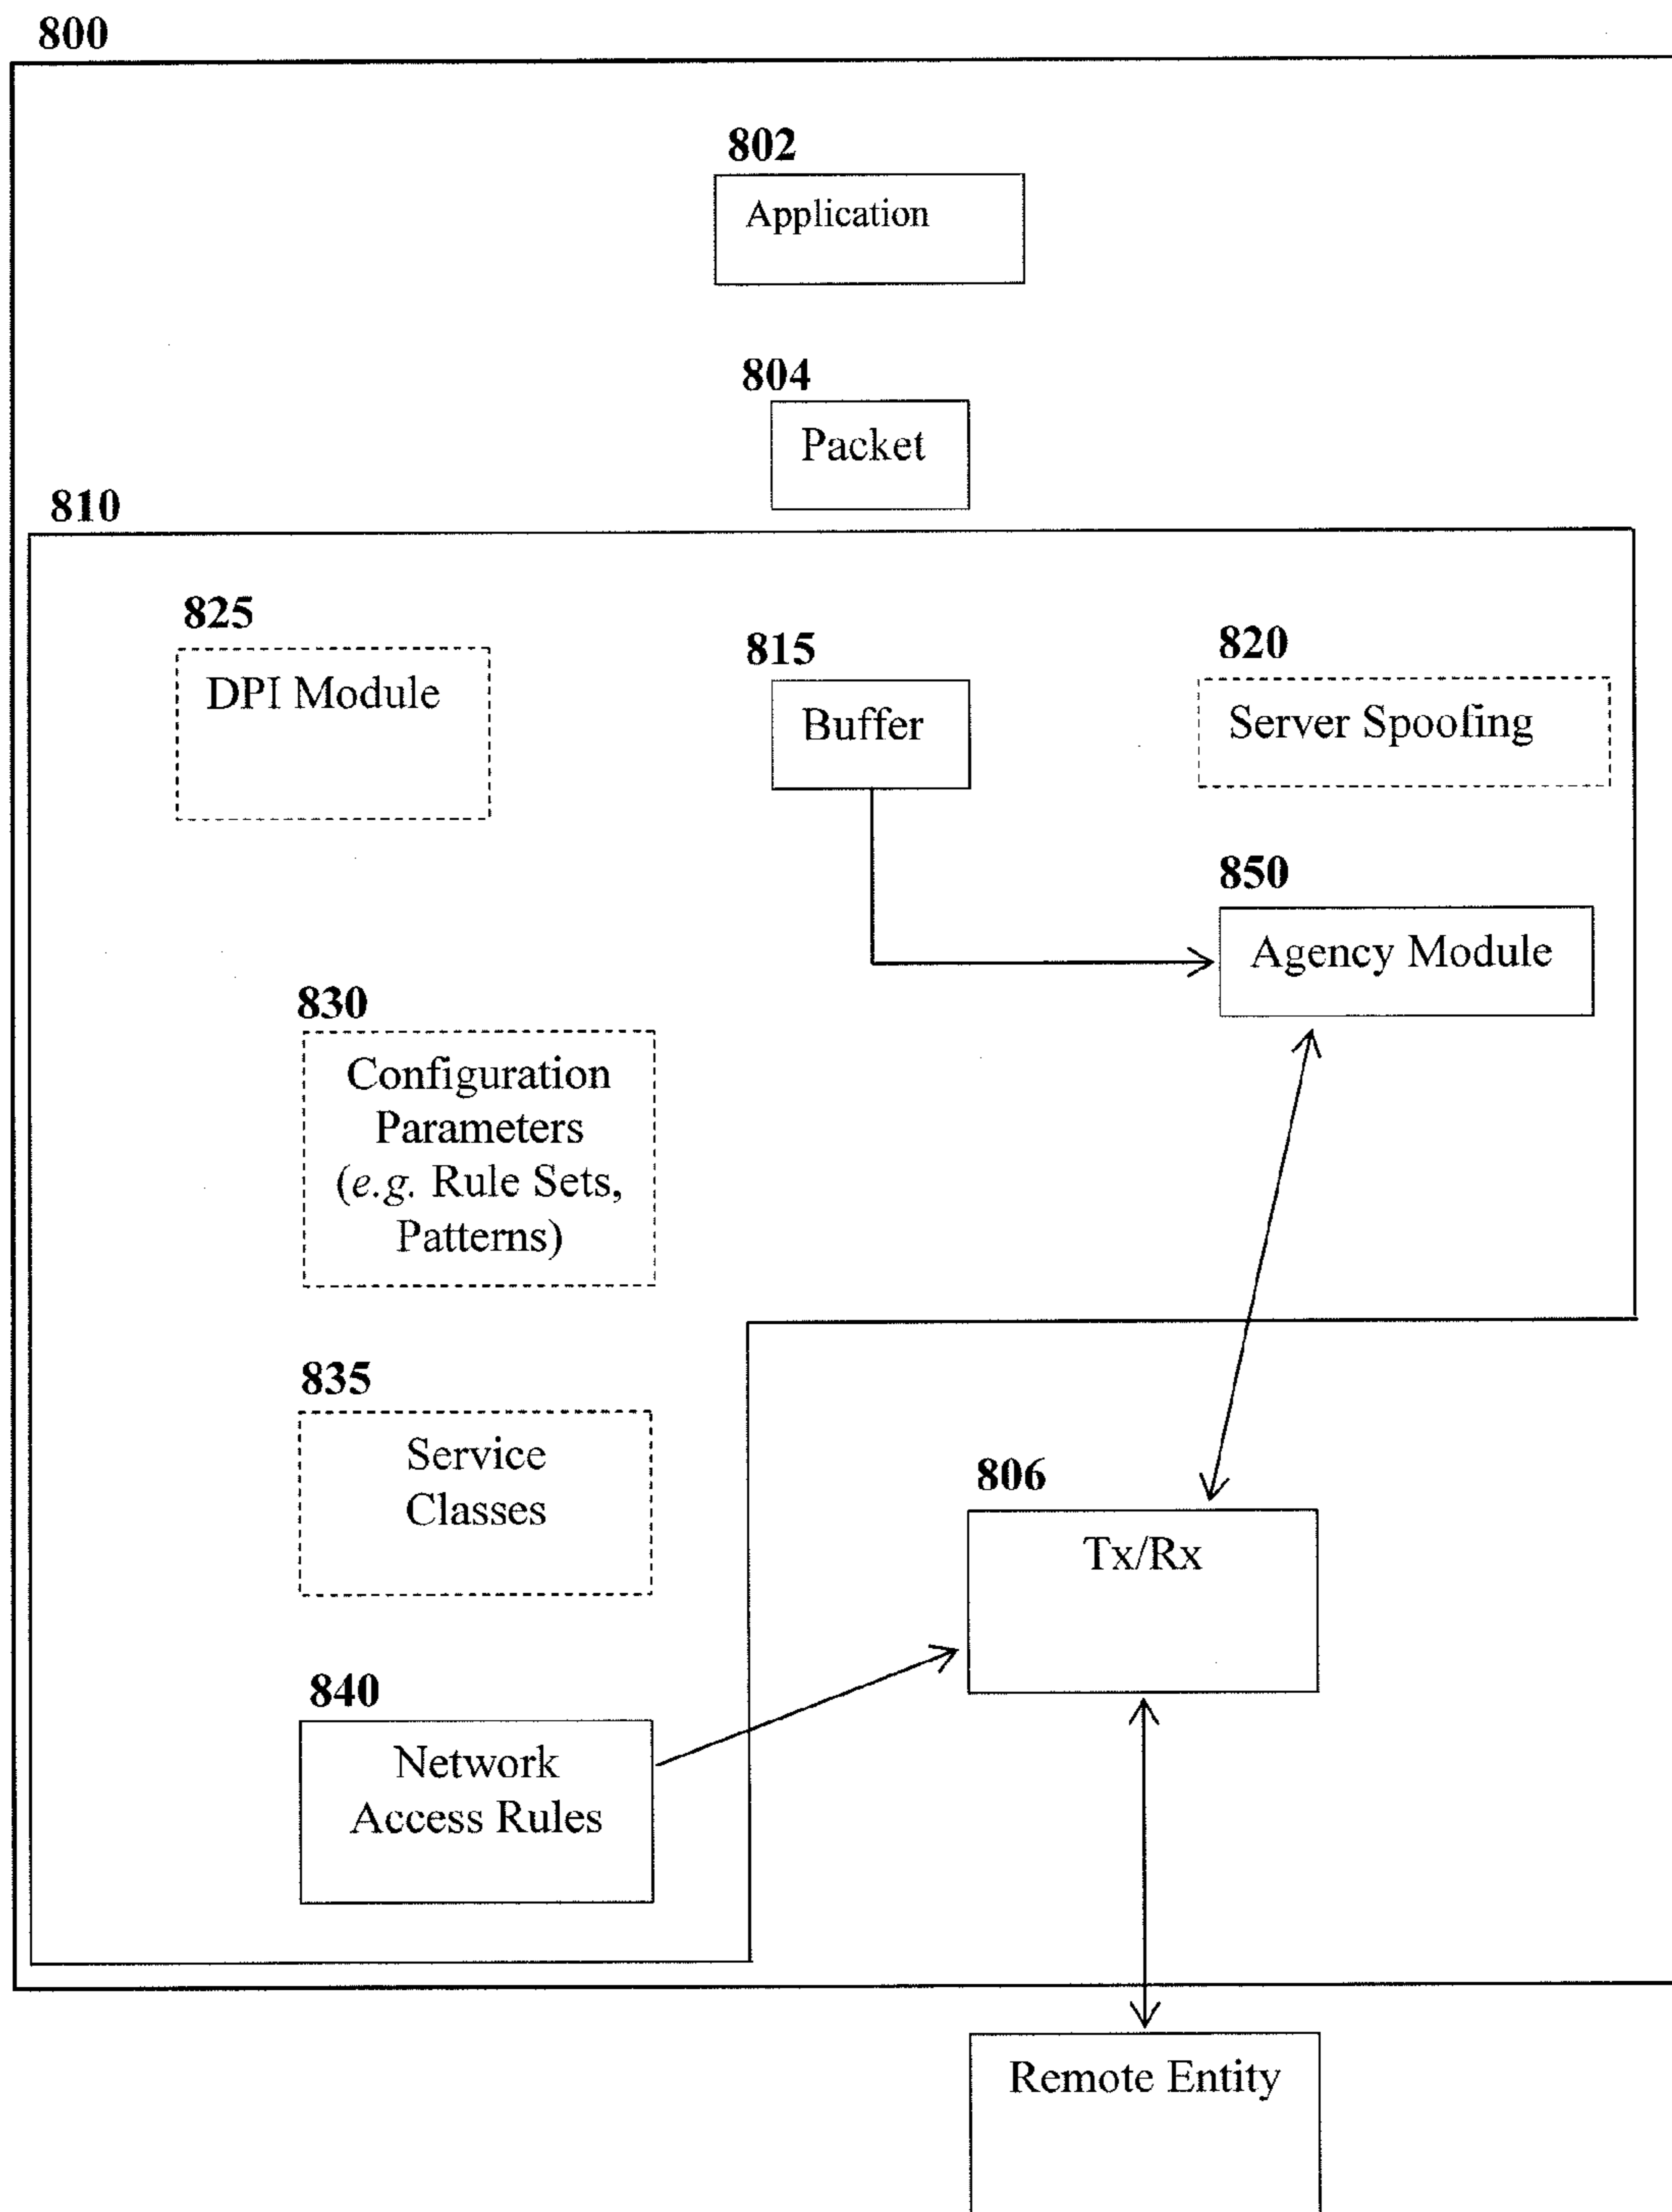 800
802
Application
804
Packet
810
825
DPI Module
815
Buffer
820
Server Spoofing
850
Agency Module
830
Configuration
Parameters
(e.g. Rule Sets,
Patterns)
835
Service
Classes
806
Tx/Rx
840
Network
Access Rules
Remote Entity